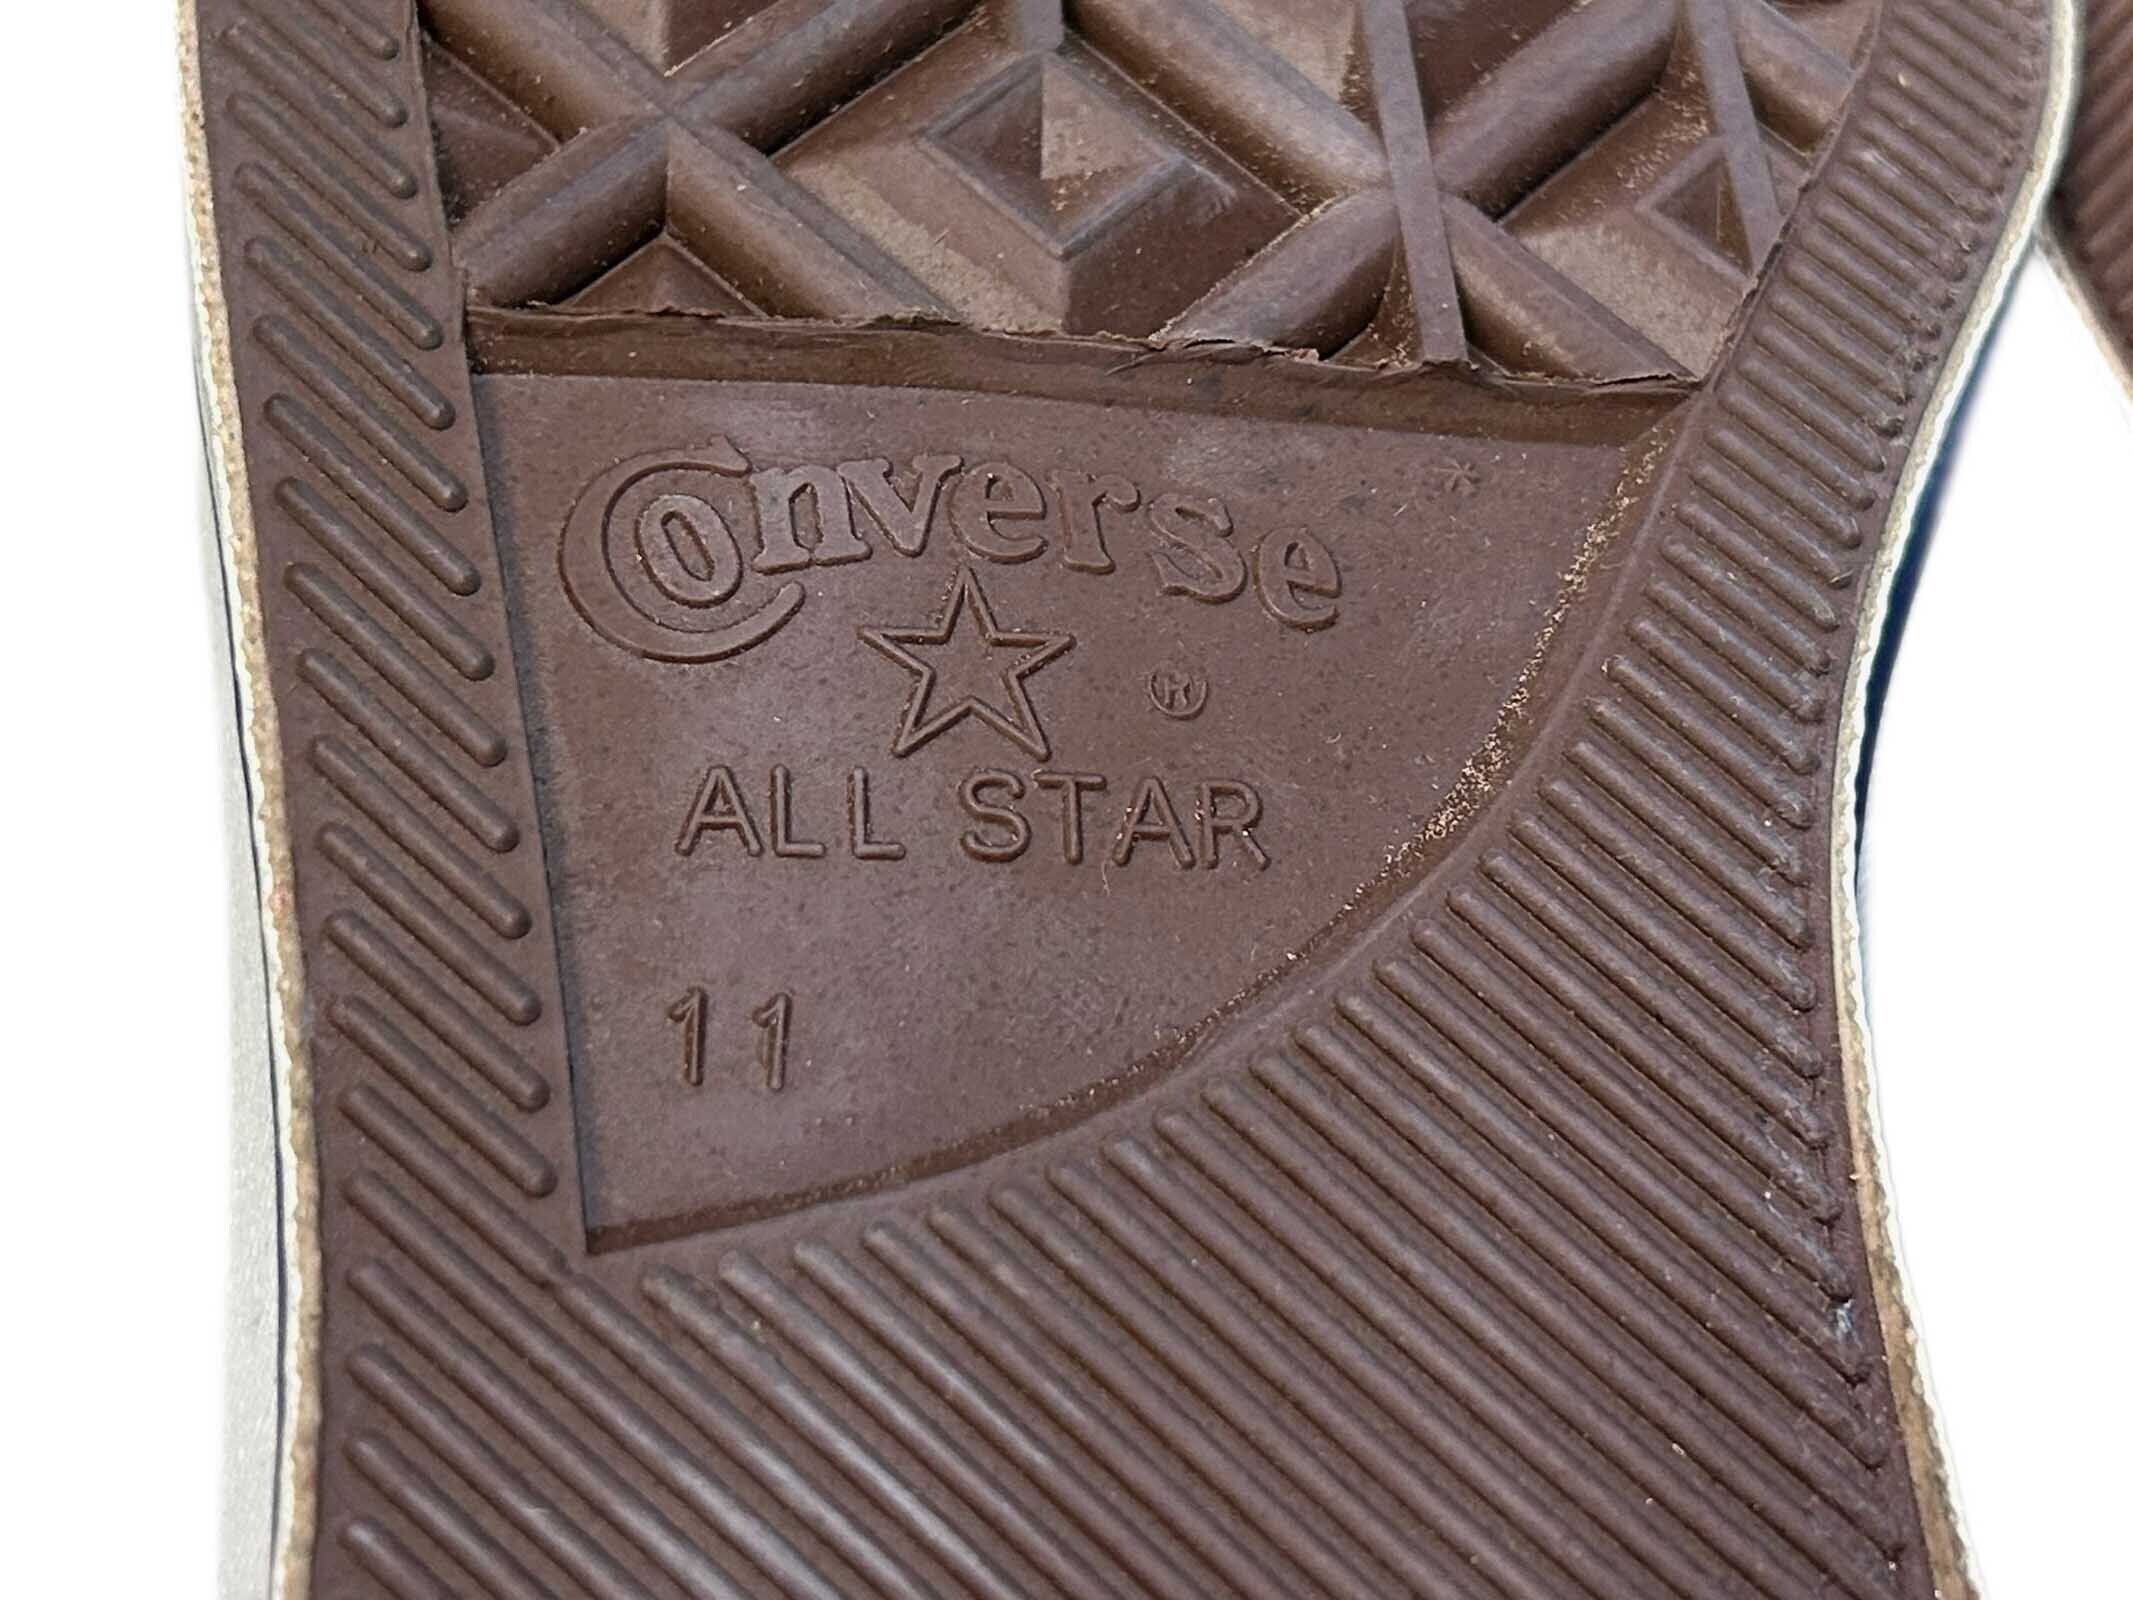 Converse
®
ALL STAR
11